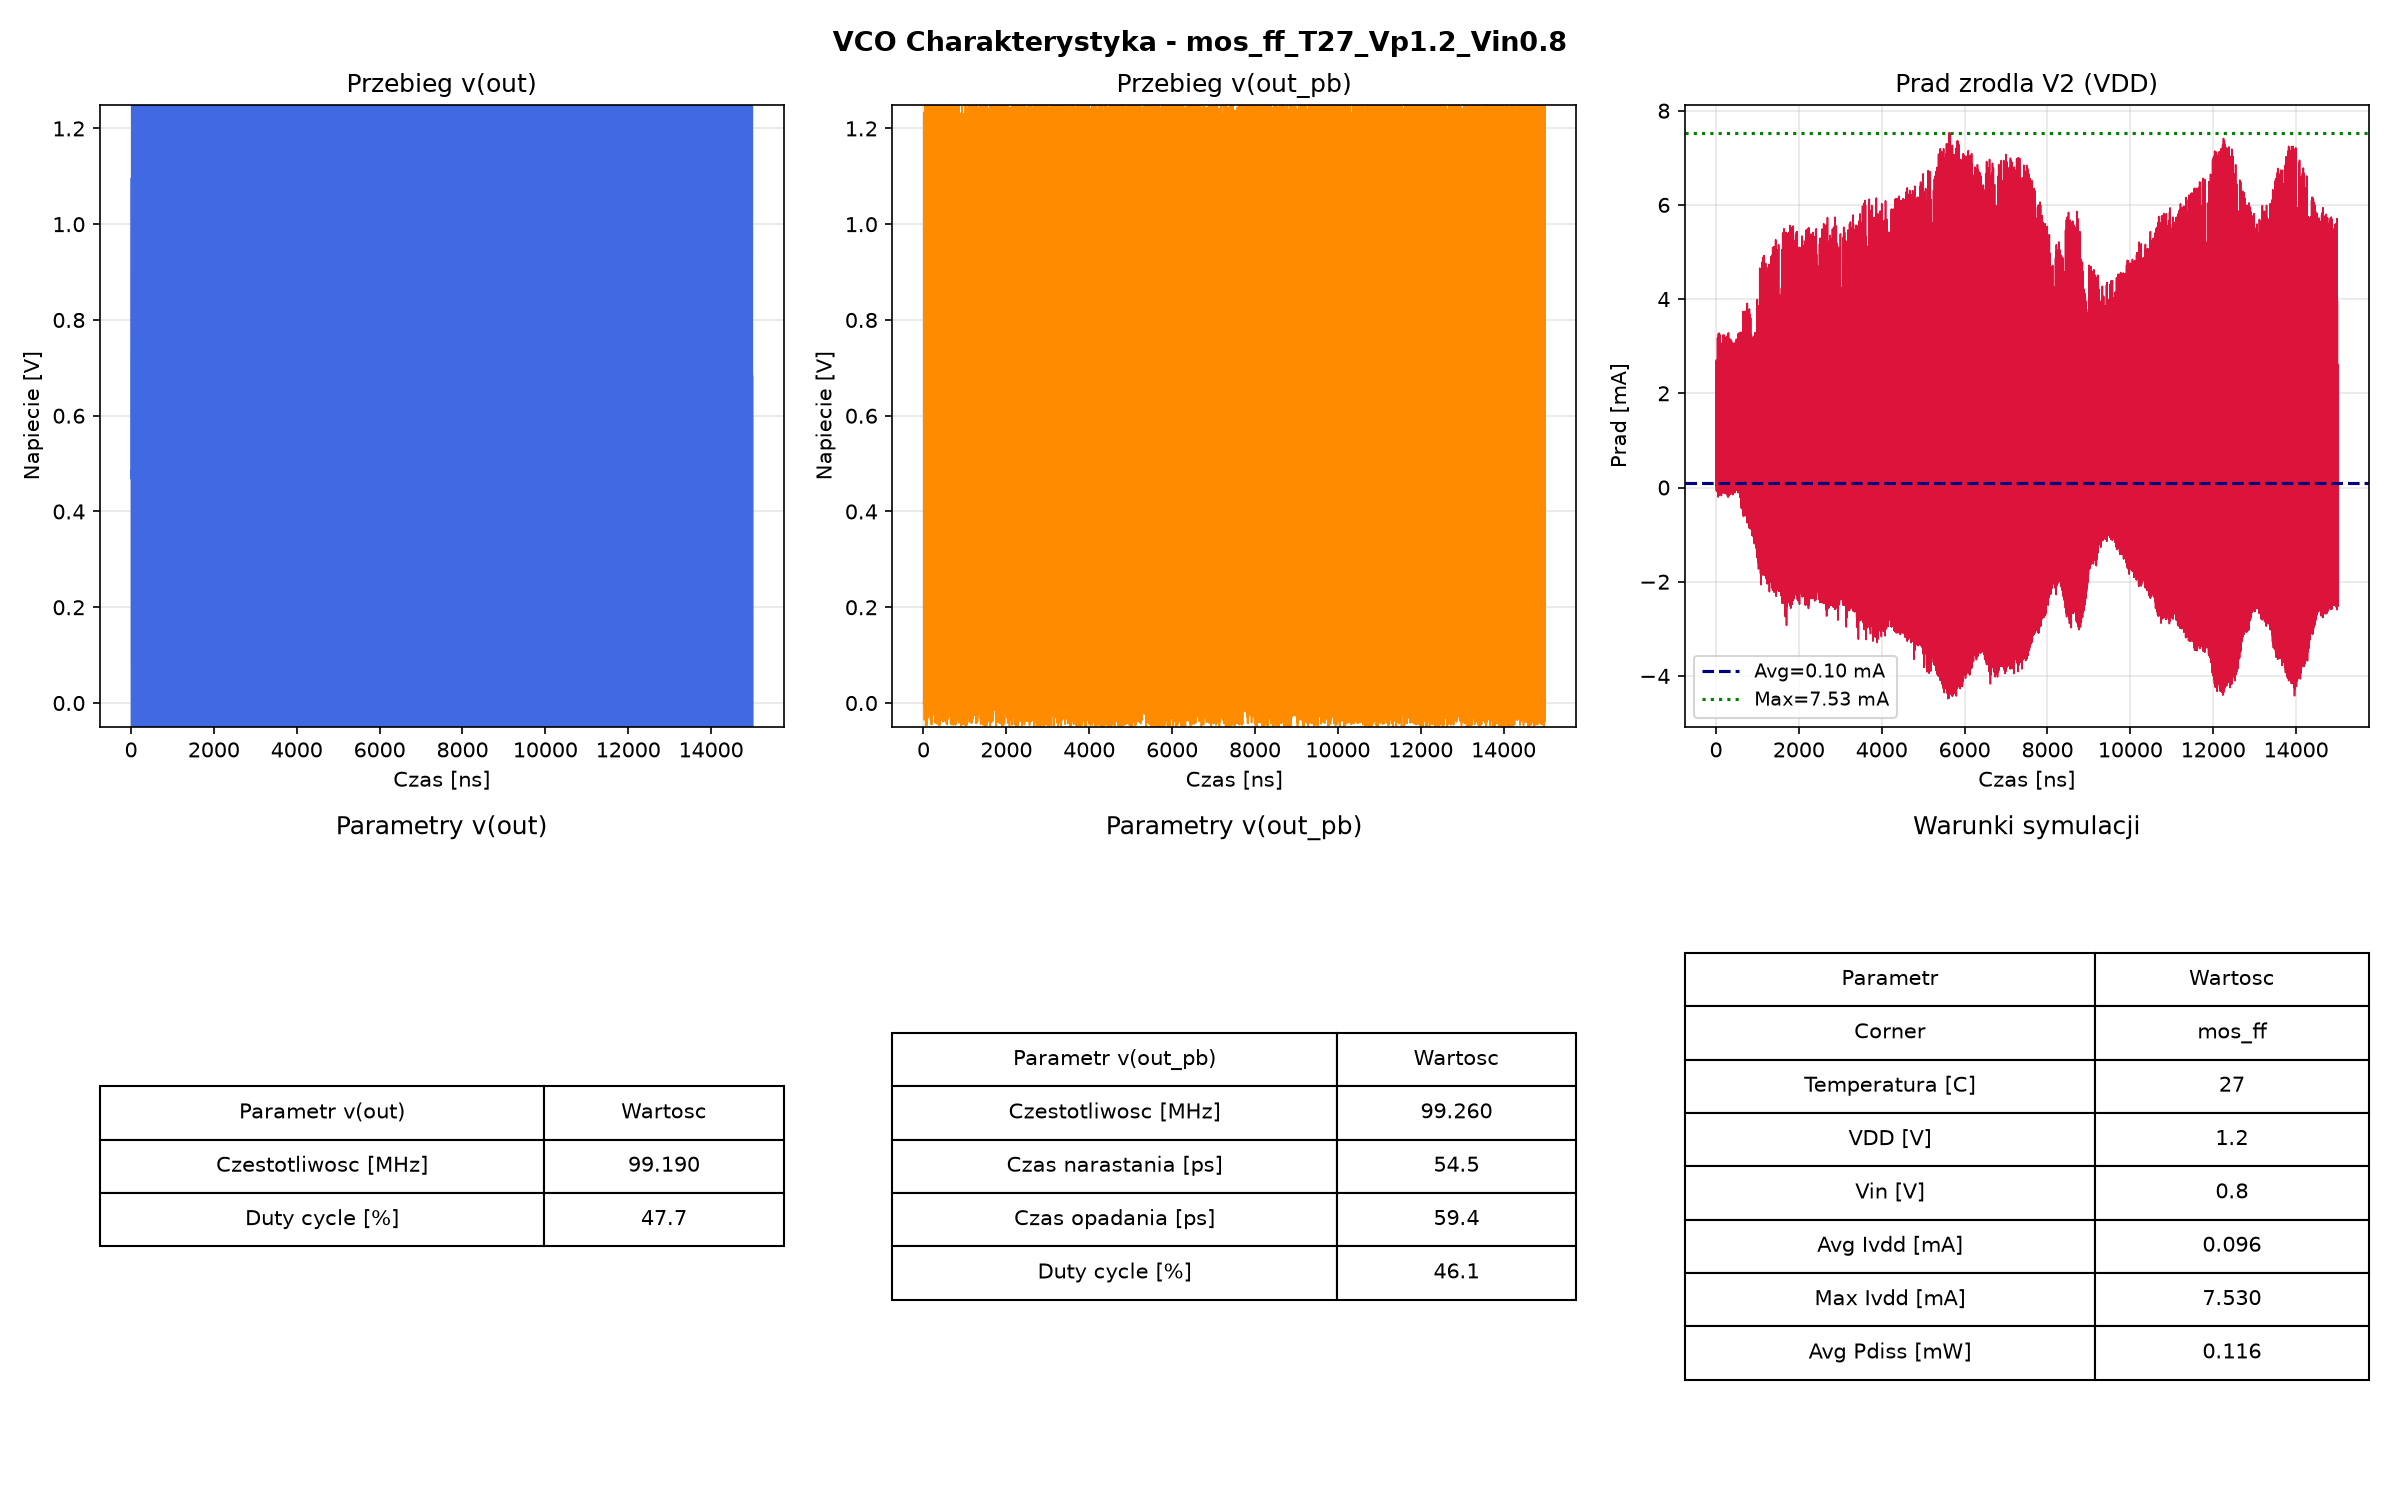 VCO Charakterystyka - mos_ff_T27_Vp1.2_Vin0.8
Przebieg v(out)
Napiecie [V]
1.2
1.0
0.8
0.6
0.4
0.2
0.0
0 2000 4000 6000 8000 10000 12000 14000
Czas [ns]
Przebieg v(out_pb)
Napiecie [V]
1.2
1.0
0.8
0.6
0.4
0.2
0.0
0 2000 4000 6000 8000 10000 12000 14000
Czas [ns]
Prad zrodla V2 (VDD)
Prad [mA]
8
6
4
2
0
−2
−4
Avg=0.10 mA
Max=7.53 mA
0 2000 4000 6000 8000 10000 12000 14000
Czas [ns]
Parametry v(out)
Parametr v(out) Wartosc
Czestotliwosc [MHz] 99.190
Duty cycle [%] 47.7
Parametry v(out_pb)
Parametr v(out_pb) Wartosc
Czestotliwosc [MHz] 99.260
Czas narastania [ps] 54.5
Czas opadania [ps] 59.4
Duty cycle [%] 46.1
Warunki symulacji
Parametr Wartosc
Corner mos_ff
Temperatura [C] 27
VDD [V] 1.2
Vin [V] 0.8
Avg Ivdd [mA] 0.096
Max Ivdd [mA] 7.530
Avg Pdiss [mW] 0.116